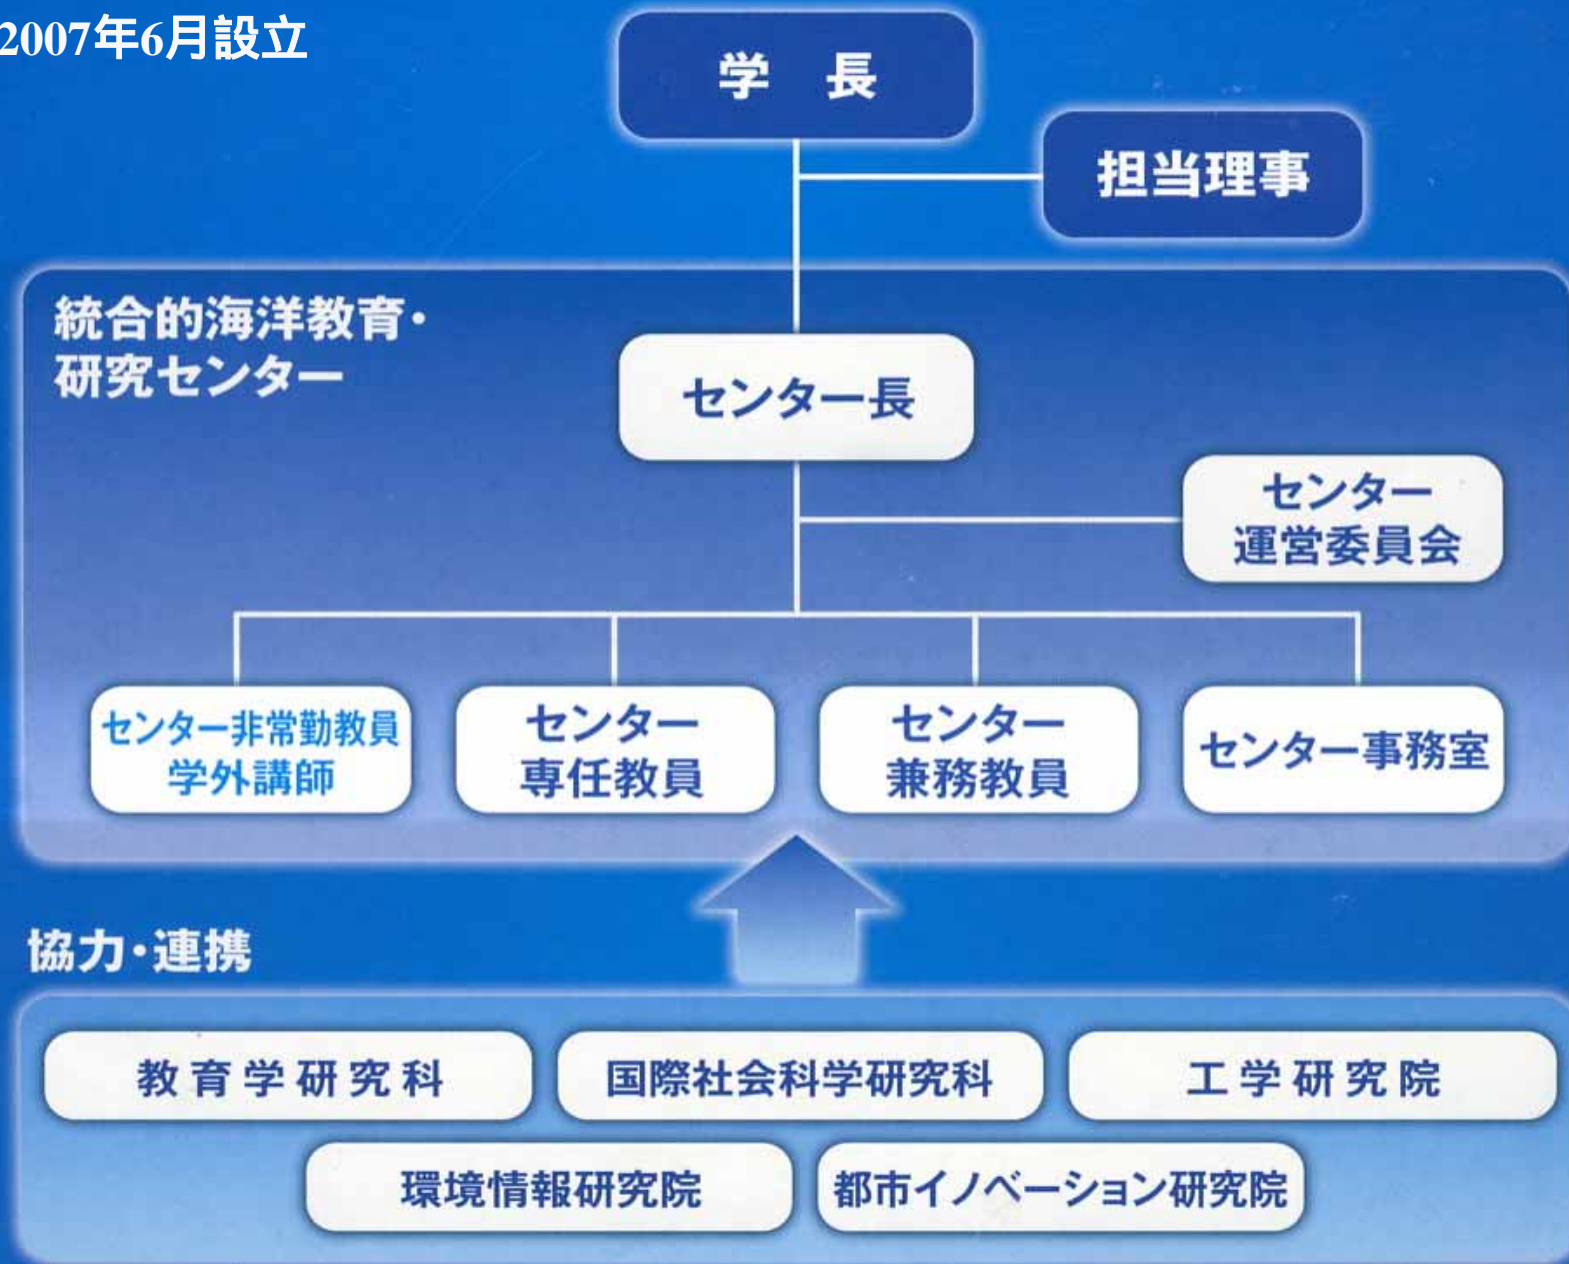 2007年6月設立
学 長
担当理事
統合的海洋教育・
研究センター
センター長
センター
運営委員会
センター非常勤教員
学外講師
センター
専任教員
センター
兼務教員
センター事務室
協力・連携
教育学研究科
国際社会科学研究科
工学研究院
環境情報研究院
都市イノベーション研究院